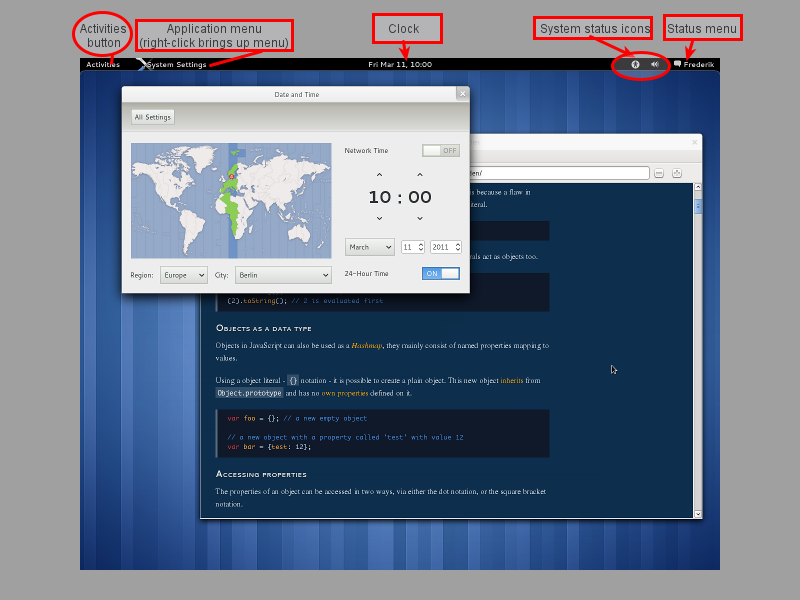 Activities
button
Application menu
(right-click brings up menu)
Clock
System status icons
Status menu
Activities
System Settings
Fri Mar 11, 10:00
Frederik
Date and Time
All Settings
Network Time
OFF
10 : 00
March
11
2011
Region:
Europe
City:
Berlin
24-Hour Time
ON
en/
s because a flaw in
teral.
rals act as objects too.
(2).toString(); // 2 is evaluated first
Objects as a data type
Objects in JavaScript can also be used as a Hashmap, they mainly consist of named properties mapping to
values.
Using a object literal - {} notation - it is possible to create a plain object. This new object inherits from
Object.prototype and has no own properties defined on it.
var foo = {}; // a new empty object
// a new object with a property called 'test' with value 12
var bar = {test: 12};
Accessing properties
The properties of an object can be accessed in two ways, via either the dot notation, or the square bracket
notation.